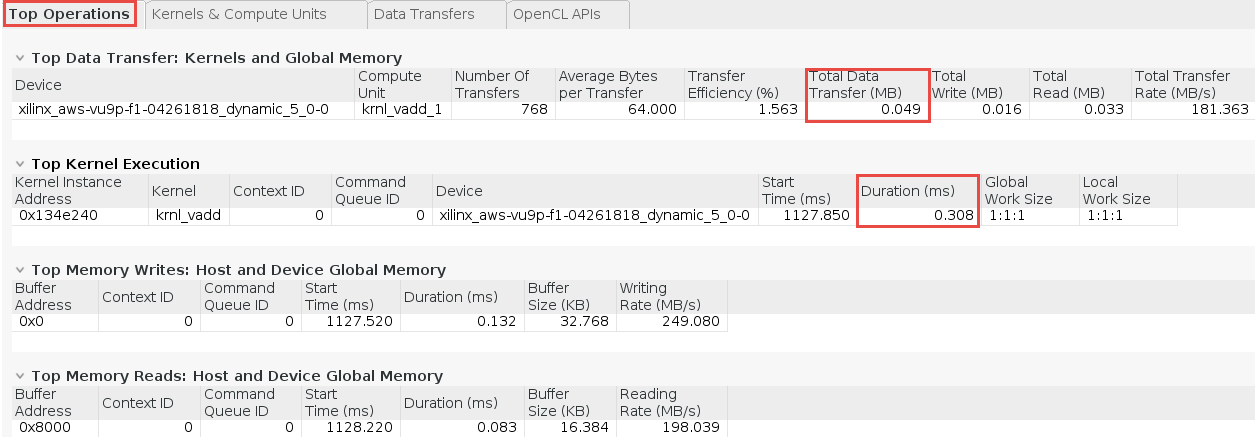 Top Operations Kernels & Compute Units Data Transfers OpenCL APIs
Top Data Transfer: Kernels and Global Memory
Device Compute Unit Number Of Transfers Average Bytes per Transfer Transfer Efficiency (%) Total Data Transfer (MB) Total Write (MB) Total Read (MB) Total Transfer Rate (MB/s)
xilinx_aws-vu9p-f1-04261818_dynamic_5_0-0 krnl_vadd_1 768 64.000 1.563 0.049 0.016 0.033 181.363
Top Kernel Execution
Kernel Instance Address Kernel Context ID Command Queue ID Device Start Time (ms) Duration (ms) Global Work Size Local Work Size
0x134e240 krnl_vadd 0 0 xilinx_aws-vu9p-f1-04261818_dynamic_5_0-0 1127.850 0.308 1:1:1 1:1:1
Top Memory Writes: Host and Device Global Memory
Buffer Address Context ID Command Queue ID Start Time (ms) Duration (ms) Buffer Size (KB) Writing Rate (MB/s)
0x0 0 0 1127.520 0.132 32.768 249.080
Top Memory Reads: Host and Device Global Memory
Buffer Address Context ID Command Queue ID Start Time (ms) Duration (ms) Buffer Size (KB) Reading Rate (MB/s)
0x8000 0 0 1128.220 0.083 16.384 198.039